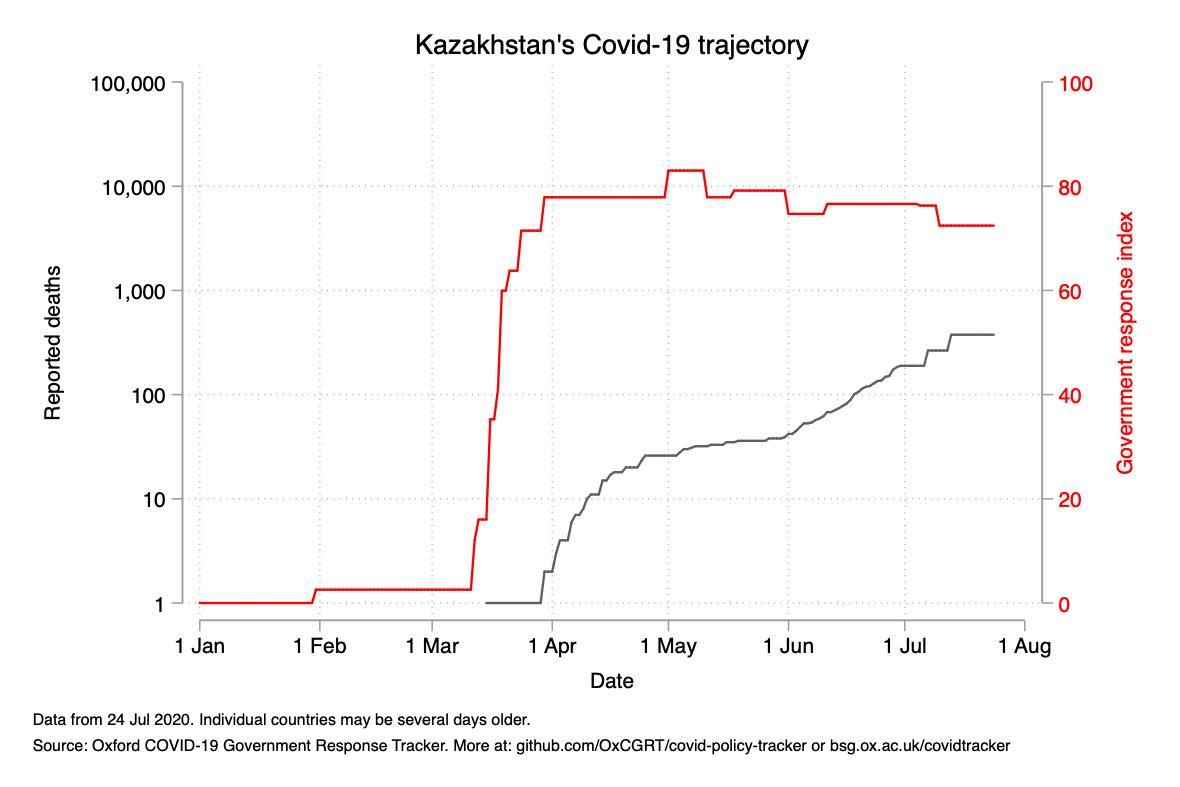 Kazakhstan's Covid-19 trajectory
100,000
10,000
1,000
100
10
1
Reported deaths
100
80
60
40
20
0
Government response index
1 Jan
1 Feb
1 Mar
1 Apr
1 May
1 Jun
1 Jul
1 Aug
Date
Data from 24 Jul 2020. Individual countries may be several days older.
Source: Oxford COVID-19 Government Response Tracker. More at: github.com/OxCGRT/covid-policy-tracker or bsg.ox.ac.uk/covidtracker